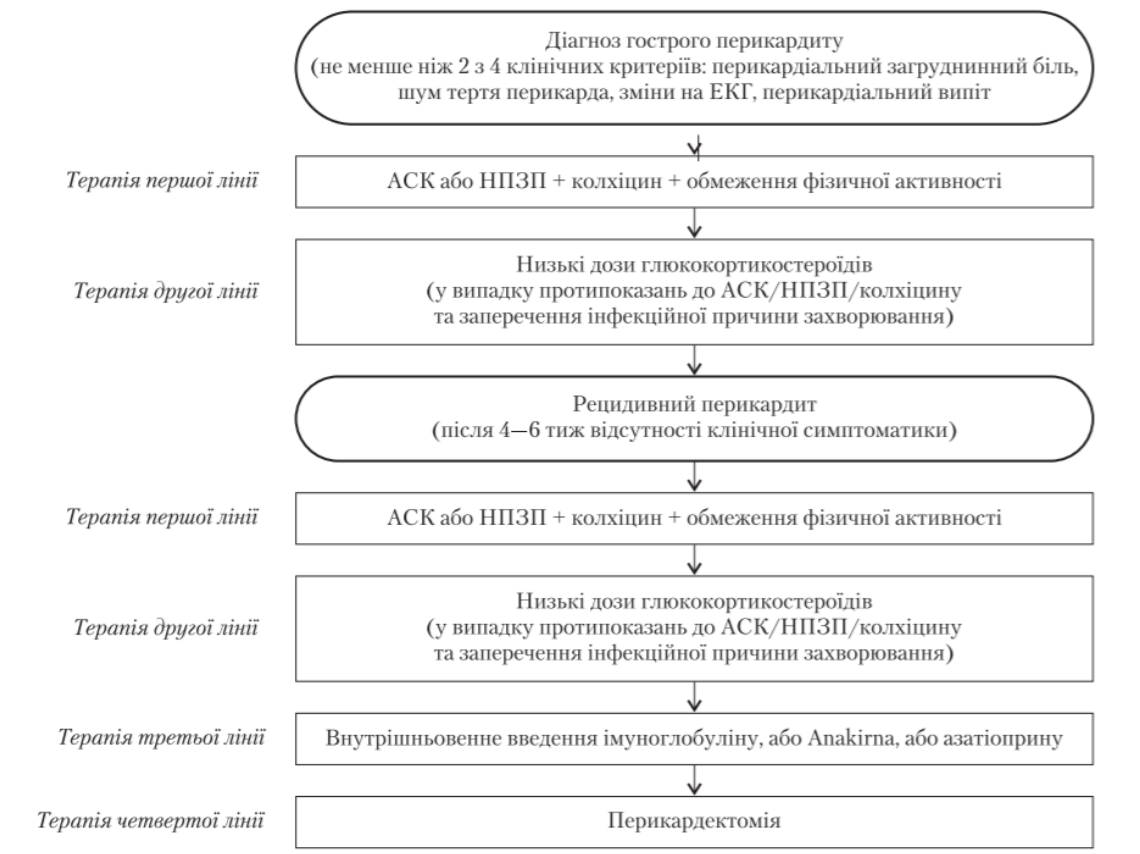 Діагноз гострого перикардиту
(не менше ніж 2 з 4 клінічних критеріїв: перикардіальний загруднинний біль,
шум тертя перикарда, зміни на ЕКГ, перикардіальний випіт
Терапія першої лінії
АСК або НПЗП + колхіцин + обмеження фізичної активності
Терапія другої лінії
Низькі дози глюкокортикостероїдів
(у випадку протипоказань до АСК/НПЗП/колхіцину
та заперечення інфекційної причини захворювання)
Рецидивний перикардит
(після 4—6 тиж відсутності клінічної симптоматики)
Терапія першої лінії
АСК або НПЗП + колхіцин + обмеження фізичної активності
Терапія другої лінії
Низькі дози глюкокортикостероїдів
(у випадку протипоказань до АСК/НПЗП/колхіцину
та заперечення інфекційної причини захворювання)
Терапія третьої лінії
Внутрішньовенне введення імуноглобуліну, або Anakirna, або азатіоприну
Терапія четвертої лінії
Перикардектомія